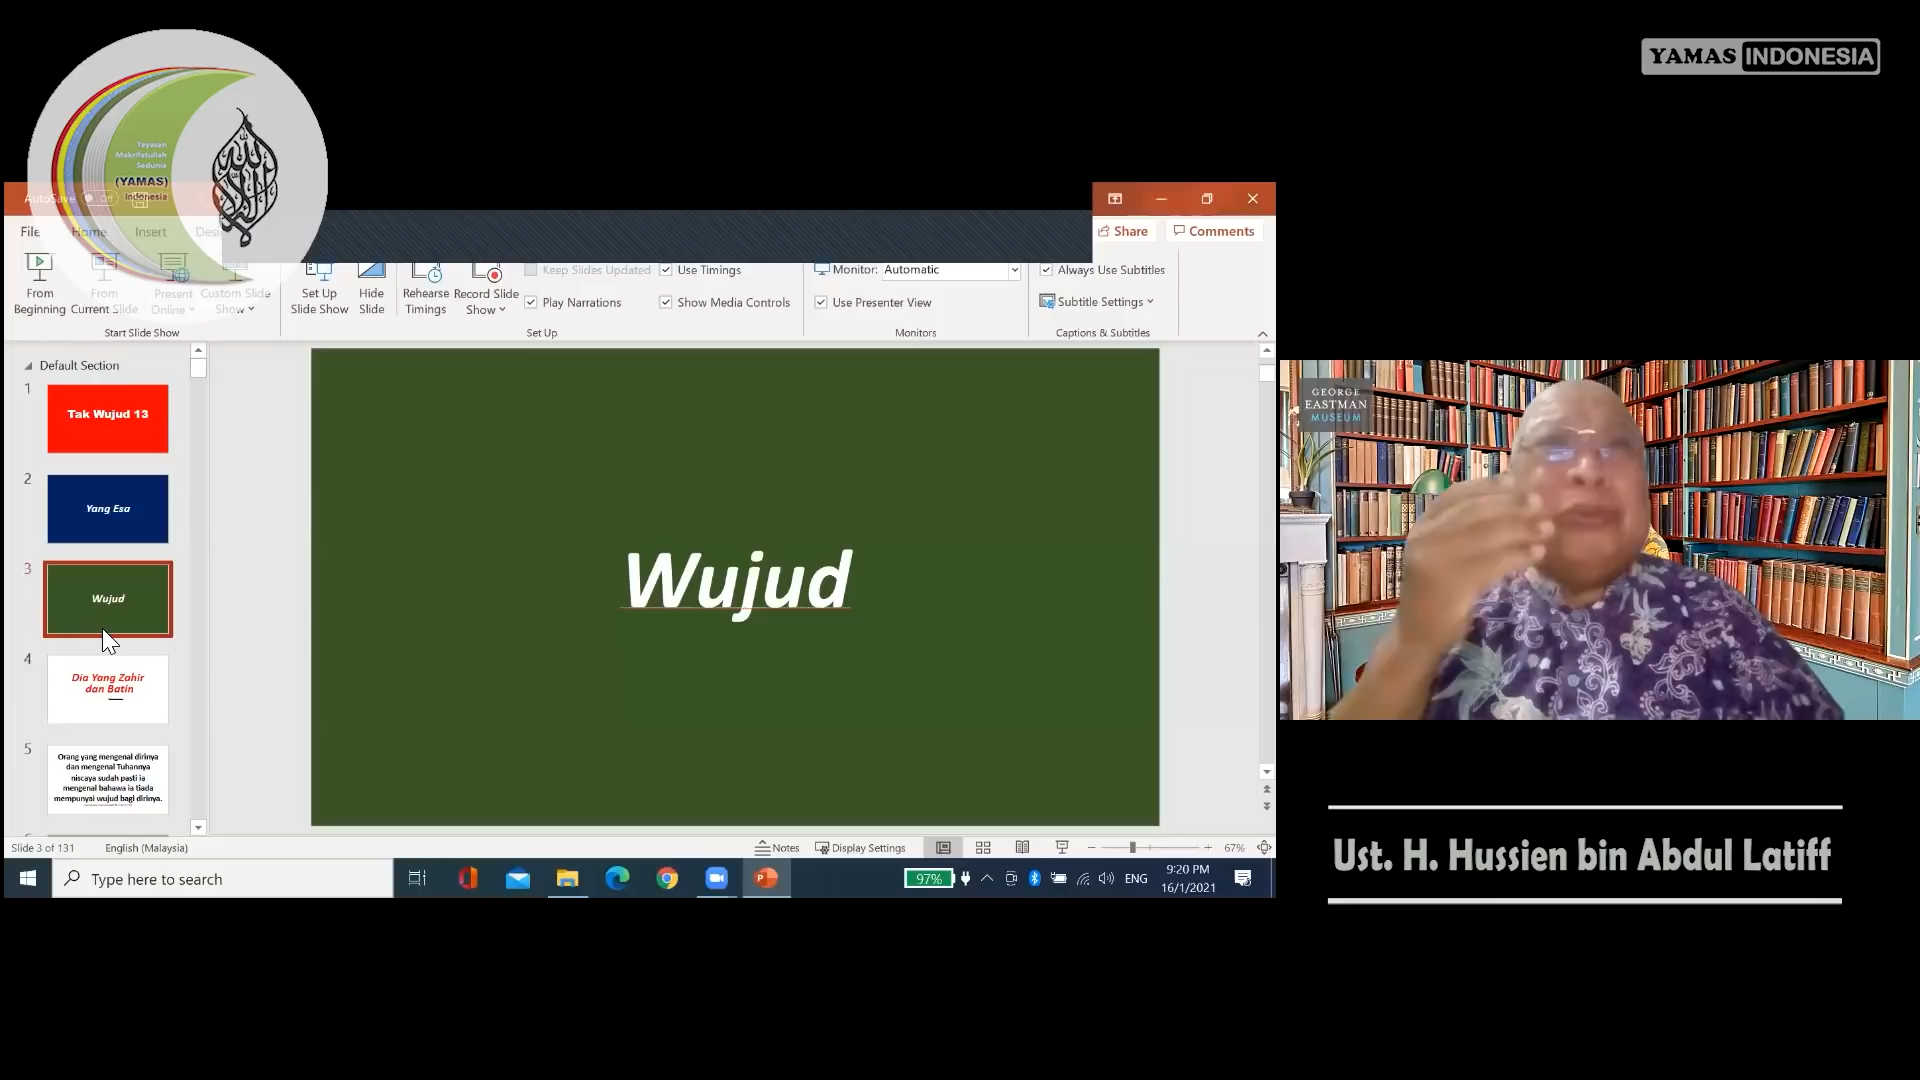 YAMAS INDONESIA
Yayasan
Makrifatullah
Sedunia
(YAMAS)
Indonesia
AutoSave Off
File Home Insert
Share Comments
Keep Slides Updated Use Timings
Monitor: Automatic
Always Use Subtitles
From Beginning
From Current
Present Online
Custom Slide Show
Set Up Slide Show
Hide Slide
Rehearse Timings
Record Slide Show
Play Narrations
Show Media Controls
Use Presenter View
Subtitle Settings
Start Slide Show
Set Up
Monitors
Captions & Subtitles
Default Section
1
Tak Wujud 13
2
Yang Esa
3
Wujud
4
Dia Yang Zahir
dan Batin
5
Orang yang mengenal dirinya
dan mengenal Tuhannya
niscaya sudah pasti ia
mengenal bahawa ia tiada
mempunyai wujud bagi dirinya.
Wujud
GEORGE
EASTMAN
MUSEUM
Ust. H. Hussien bin Abdul Latiff
Slide 3 of 131
English (Malaysia)
Notes
Display Settings
67%
Type here to search
97%
ENG
9:20 PM
16/1/2021